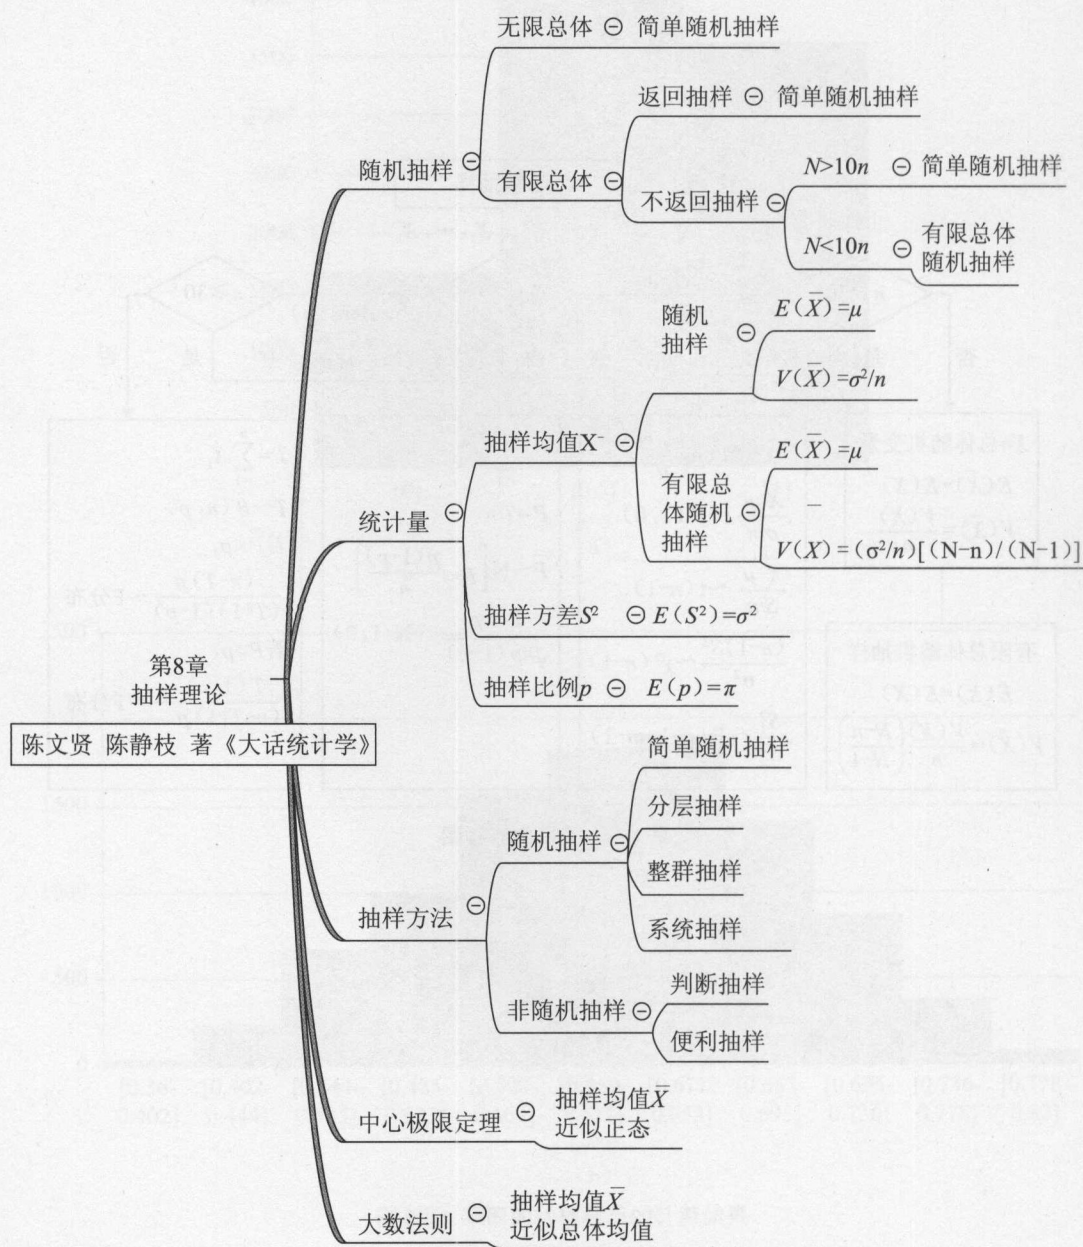 无限总体 ⊖ 简单随机抽样
返回抽样 ⊖ 简单随机抽样
随机抽样 ⊖
有限总体 ⊖
N>10n ⊖ 简单随机抽样
不返回抽样 ⊖
N<10n ⊖ 有限总体
随机抽样
随机
抽样 ⊖
E(X̄)=μ
V(X̄)=σ²/n
抽样均值X⁻ ⊖
统计量 ⊖
有限总
体随机
抽样 ⊖
E(X̄)=μ
V(X)=(σ²/n)[(N−n)/(N−1)]
抽样方差S² ⊖ E(S²)=σ²
抽样比例p ⊖ E(p)=π
第8章
抽样理论
陈文贤 陈静枝 著《大话统计学》
抽样方法 ⊖
随机抽样 ⊖
简单随机抽样
分层抽样
整群抽样
系统抽样
非随机抽样 ⊖
判断抽样
便利抽样
中心极限定理 ⊖ 抽样均值X̄
近似正态
大数法则 ⊖ 抽样均值X̄
近似总体均值